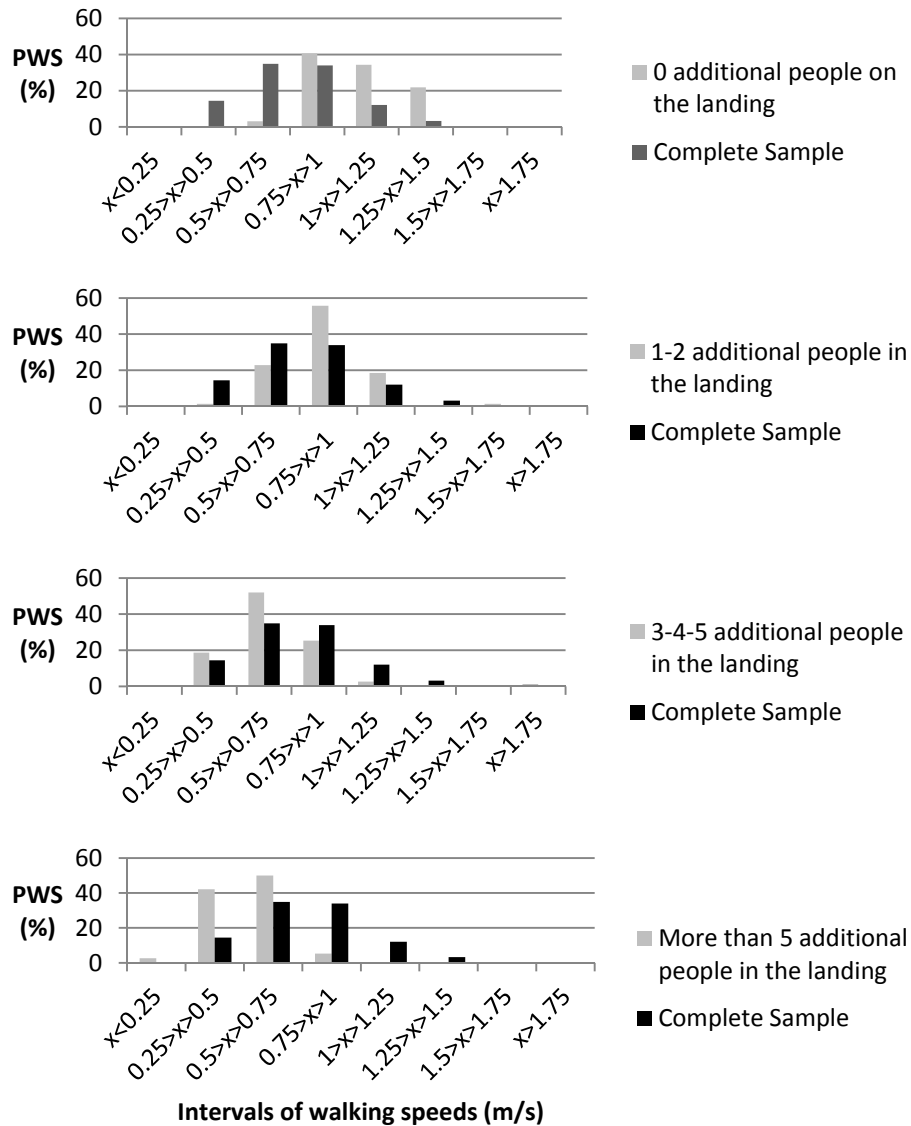 60
40
20
0
PWS
(%)
x<0.25
0.25>x>0.5
0.5>x>0.75
0.75>x>1
1>x>1.25
1.25>x>1.5
1.5>x>1.75
x>1.75
0 additional people on
the landing
Complete Sample
60
40
20
0
PWS
(%)
x<0.25
0.25>x>0.5
0.5>x>0.75
0.75>x>1
1>x>1.25
1.25>x>1.5
1.5>x>1.75
x>1.75
1-2 additional people in
the landing
Complete Sample
60
40
20
0
PWS
(%)
x<0.25
0.25>x>0.5
0.5>x>0.75
0.75>x>1
1>x>1.25
1.25>x>1.5
1.5>x>1.75
x>1.75
3-4-5 additional people
in the landing
Complete Sample
60
40
20
0
PWS
(%)
x<0.25
0.25>x>0.5
0.5>x>0.75
0.75>x>1
1>x>1.25
1.25>x>1.5
1.5>x>1.75
x>1.75
More than 5 additional
people in the landing
Complete Sample
Intervals of walking speeds (m/s)